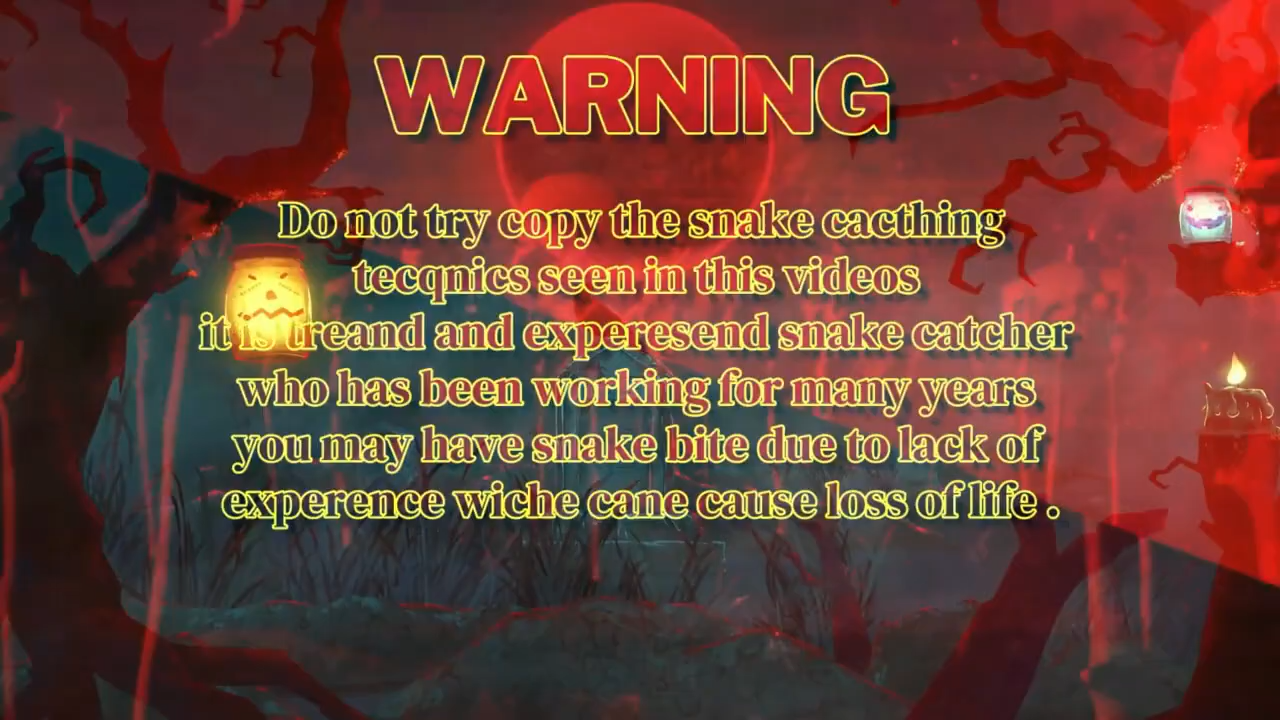 WARNING
Do not try copy the snake cacthing
tecqnics seen in this videos
it is treand and experesend snake catcher
who has been working for many years
you may have snake bite due to lack of
experence wiche cane cause loss of life .